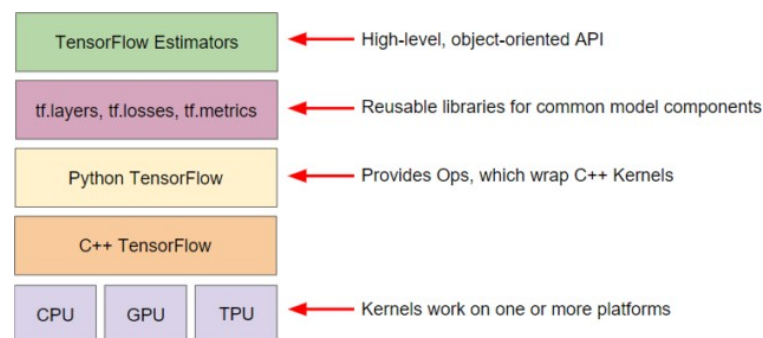 TensorFlow Estimators
High-level, object-oriented API
tf.layers, tf.losses, tf.metrics
Reusable libraries for common model components
Python TensorFlow
Provides Ops, which wrap C++ Kernels
C++ TensorFlow
CPU
GPU
TPU
Kernels work on one or more platforms